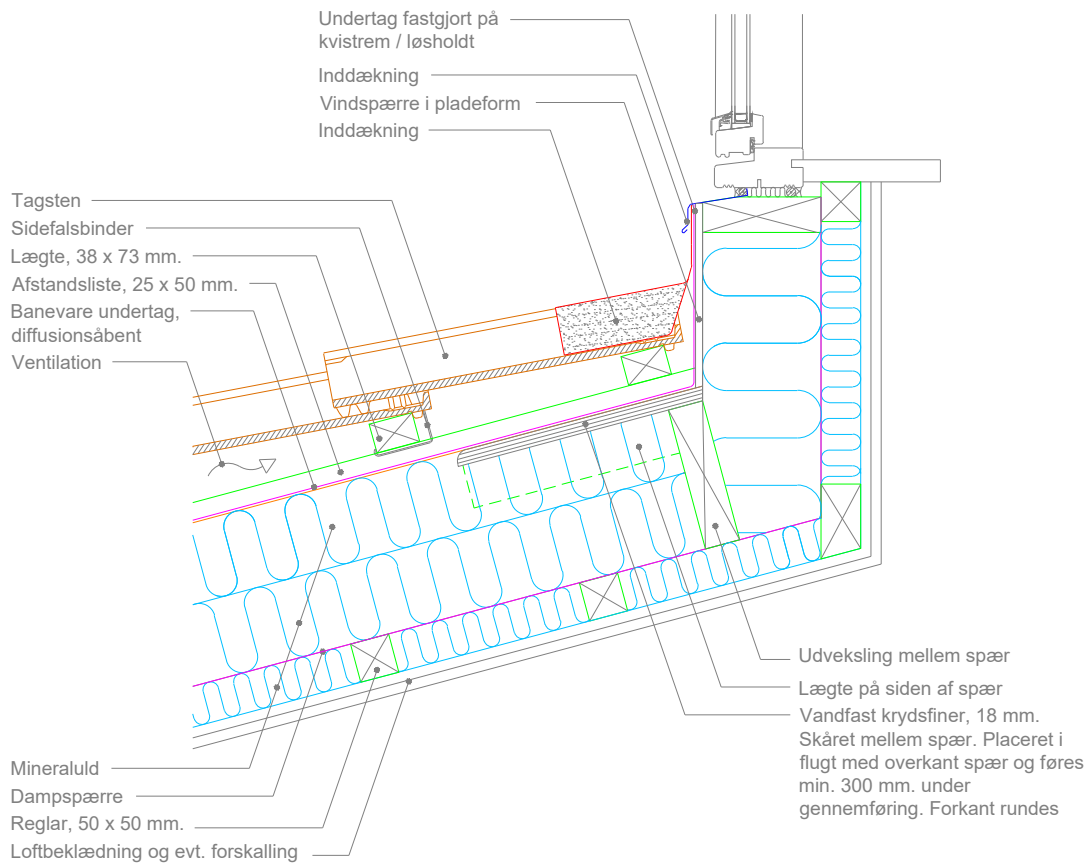 Undertag fastgjort på
kvistrem / løsholdt
Inddækning
Vindspærre i pladeform
Inddækning
Tagsten
Sidefalsbinder
Lægte, 38 x 73 mm.
Afstandsliste, 25 x 50 mm.
Banevare undertag,
diffusionsåbent
Ventilation
Mineraluld
Dampspærre
Reglar, 50 x 50 mm.
Loftbeklædning og evt. forskalling
Udveksling mellem spær
Lægte på siden af spær
Vandfast krydsfiner, 18 mm.
Skåret mellem spær. Placeret i
flugt med overkant spær og føres
min. 300 mm. under
gennemføring. Forkant rundes